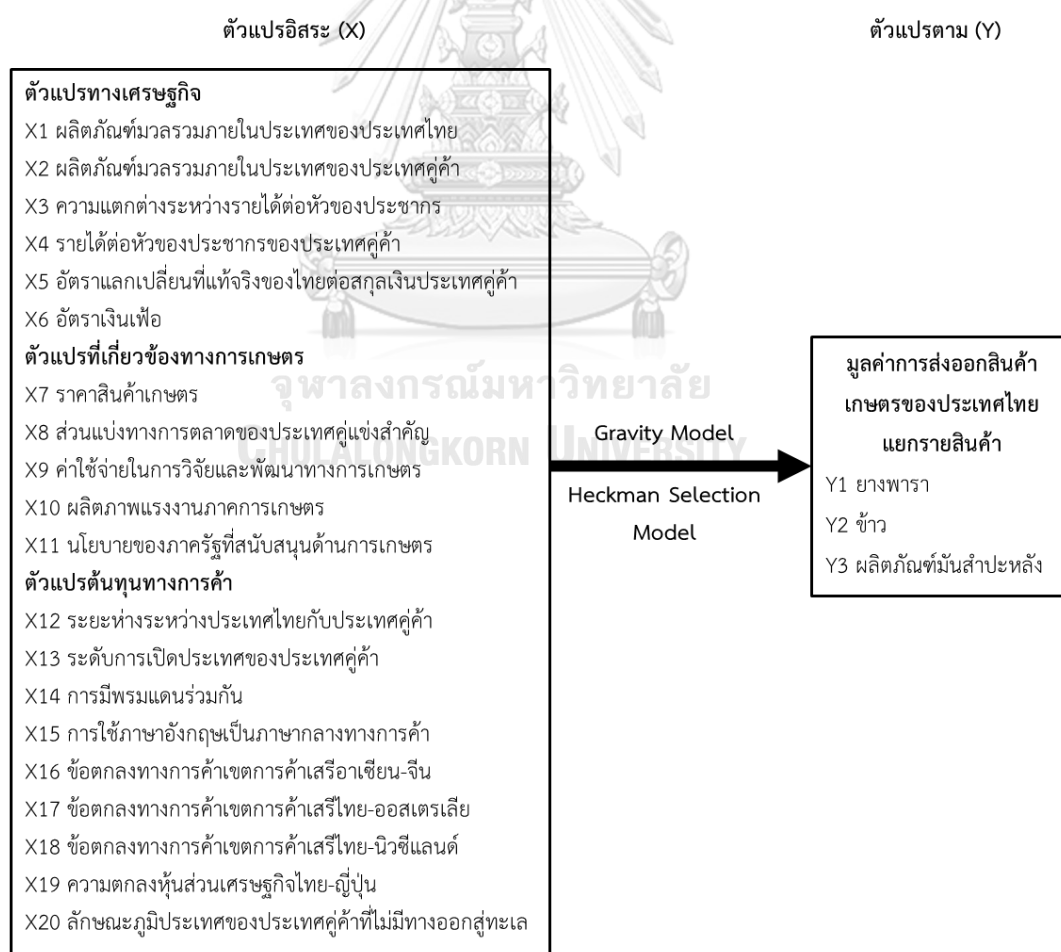 ตัวแปรอิสระ (X)
ตัวแปรตาม (Y)
ตัวแปรทางเศรษฐกิจ
X1 ผลิตภัณฑ์มวลรวมภายในประเทศของประเทศไทย
X2 ผลิตภัณฑ์มวลรวมภายในประเทศของประเทศคู่ค้า
X3 ความแตกต่างระหว่างรายได้ต่อหัวของประชากร
X4 รายได้ต่อหัวของประชากรของประเทศคู่ค้า
X5 อัตราแลกเปลี่ยนที่แท้จริงของไทยต่อสกุลเงินประเทศคู่ค้า
X6 อัตราเงินเฟ้อ
ตัวแปรที่เกี่ยวข้องทางการเกษตร
X7 ราคาสินค้าเกษตร
X8 ส่วนแบ่งทางการตลาดของประเทศคู่แข่งสำคัญ
X9 ค่าใช้จ่ายในการวิจัยและพัฒนาทางการเกษตร
X10 ผลิตภาพแรงงานภาคการเกษตร
X11 นโยบายของภาครัฐที่สนับสนุนด้านการเกษตร
ตัวแปรต้นทุนทางการค้า
X12 ระยะห่างระหว่างประเทศไทยกับประเทศคู่ค้า
X13 ระดับการเปิดประเทศของประเทศคู่ค้า
X14 การมีพรมแดนร่วมกัน
X15 การใช้ภาษาอังกฤษเป็นภาษากลางทางการค้า
X16 ข้อตกลงทางการค้าเขตการค้าเสรีอาเซียน-จีน
X17 ข้อตกลงทางการค้าเขตการค้าเสรีไทย-ออสเตรเลีย
X18 ข้อตกลงทางการค้าเขตการค้าเสรีไทย-นิวซีแลนด์
X19 ความตกลงหุ้นส่วนเศรษฐกิจไทย-ญี่ปุ่น
X20 ลักษณะภูมิประเทศของประเทศคู่ค้าที่ไม่มีทางออกสู่ทะเล
จุฬาลงกรณ์มหาวิทยาลัย
CHULALONGKORN UNIVERSITY
Gravity Model
Heckman Selection
Model
มูลค่าการส่งออกสินค้า
เกษตรของประเทศไทย
แยกรายสินค้า
Y1 ยางพารา
Y2 ข้าว
Y3 ผลิตภัณฑ์มันสำปะหลัง